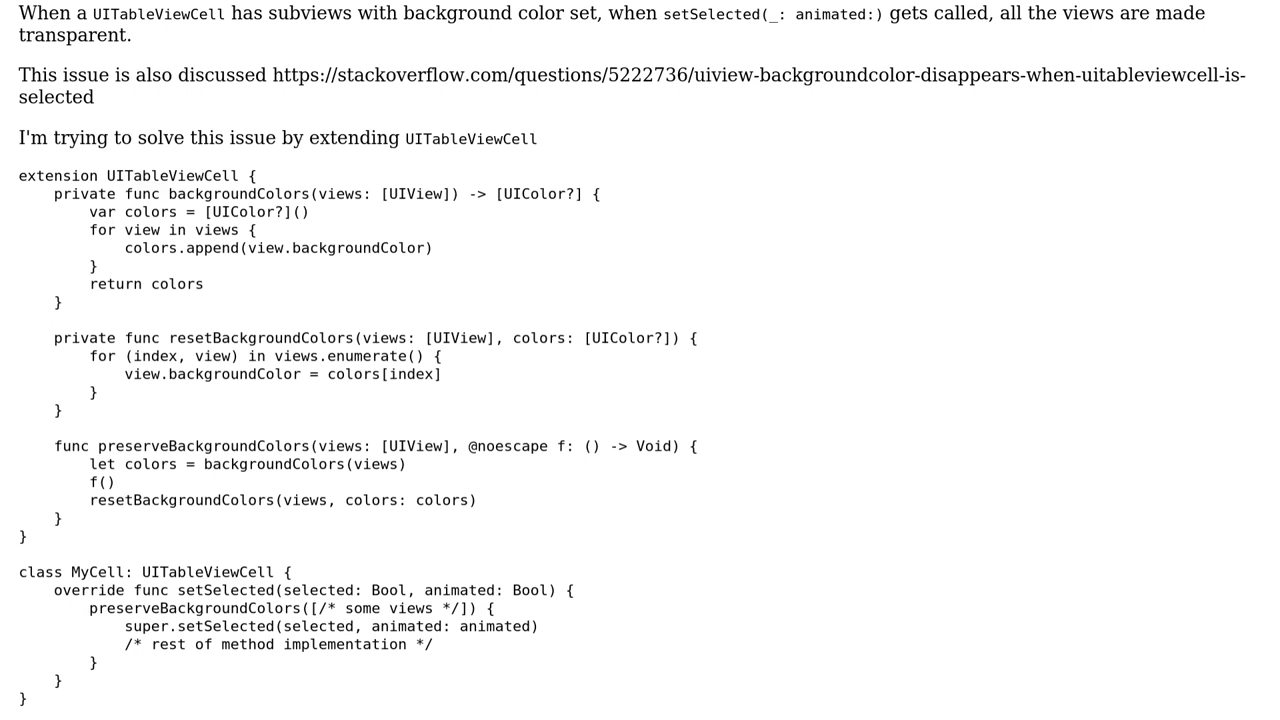 When a UITableViewCell has subviews with background color set, when setSelected(_: animated:) gets called, all the views are made
transparent.
This issue is also discussed https://stackoverflow.com/questions/5222736/uiview-backgroundcolor-disappears-when-uitableviewcell-is-
selected
I'm trying to solve this issue by extending UITableViewCell
extension UITableViewCell {
    private func backgroundColors(views: [UIView]) -> [UIColor?] {
        var colors = [UIColor?]()
        for view in views {
            colors.append(view.backgroundColor)
        }
        return colors
    }

    private func resetBackgroundColors(views: [UIView], colors: [UIColor?]) {
        for (index, view) in views.enumerate() {
            view.backgroundColor = colors[index]
        }
    }

    func preserveBackgroundColors(views: [UIView], @noescape f: () -> Void) {
        let colors = backgroundColors(views)
        f()
        resetBackgroundColors(views, colors: colors)
    }
}

class MyCell: UITableViewCell {
    override func setSelected(selected: Bool, animated: Bool) {
        preserveBackgroundColors([/* some views */]) {
            super.setSelected(selected, animated: animated)
            /* rest of method implementation */
        }
    }
}